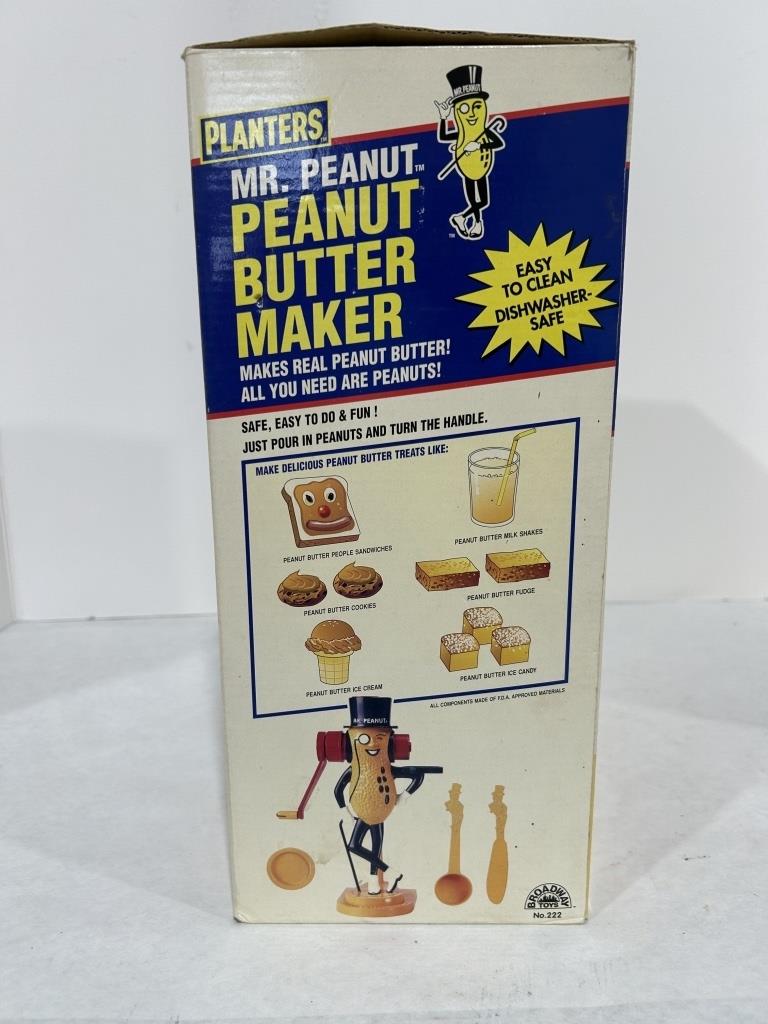 MR. PEANUT
PLANTERS
MR. PEANUT™
PEANUT
BUTTER
MAKER
TM
EASY
TO CLEAN
DISHWASHER-
SAFE
MAKES REAL PEANUT BUTTER!
ALL YOU NEED ARE PEANUTS!
SAFE, EASY TO DO & FUN !
JUST POUR IN PEANUTS AND TURN THE HANDLE.
MAKE DELICIOUS PEANUT BUTTER TREATS LIKE:
PEANUT BUTTER PEOPLE SANDWICHES
PEANUT BUTTER MILK SHAKES
PEANUT BUTTER COOKIES
PEANUT BUTTER FUDGE
PEANUT BUTTER ICE CREAM
PEANUT BUTTER ICE CANDY
ALL COMPONENTS MADE OF F.D.A. APPROVED MATERIALS
MR. PEANUT
BROADWAY
TOYS
No.222